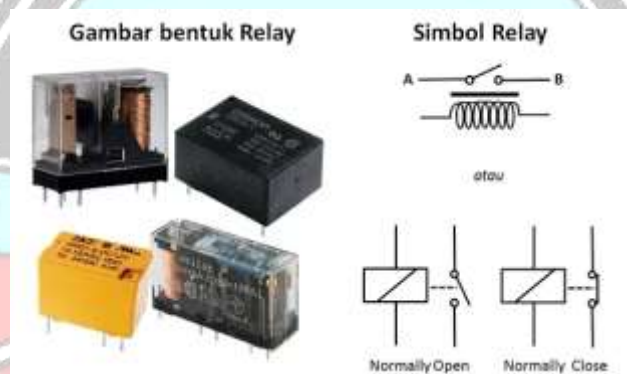 Gambar bentuk Relay
Simbol Relay
A
B
atau
Normally Open
Normally Close